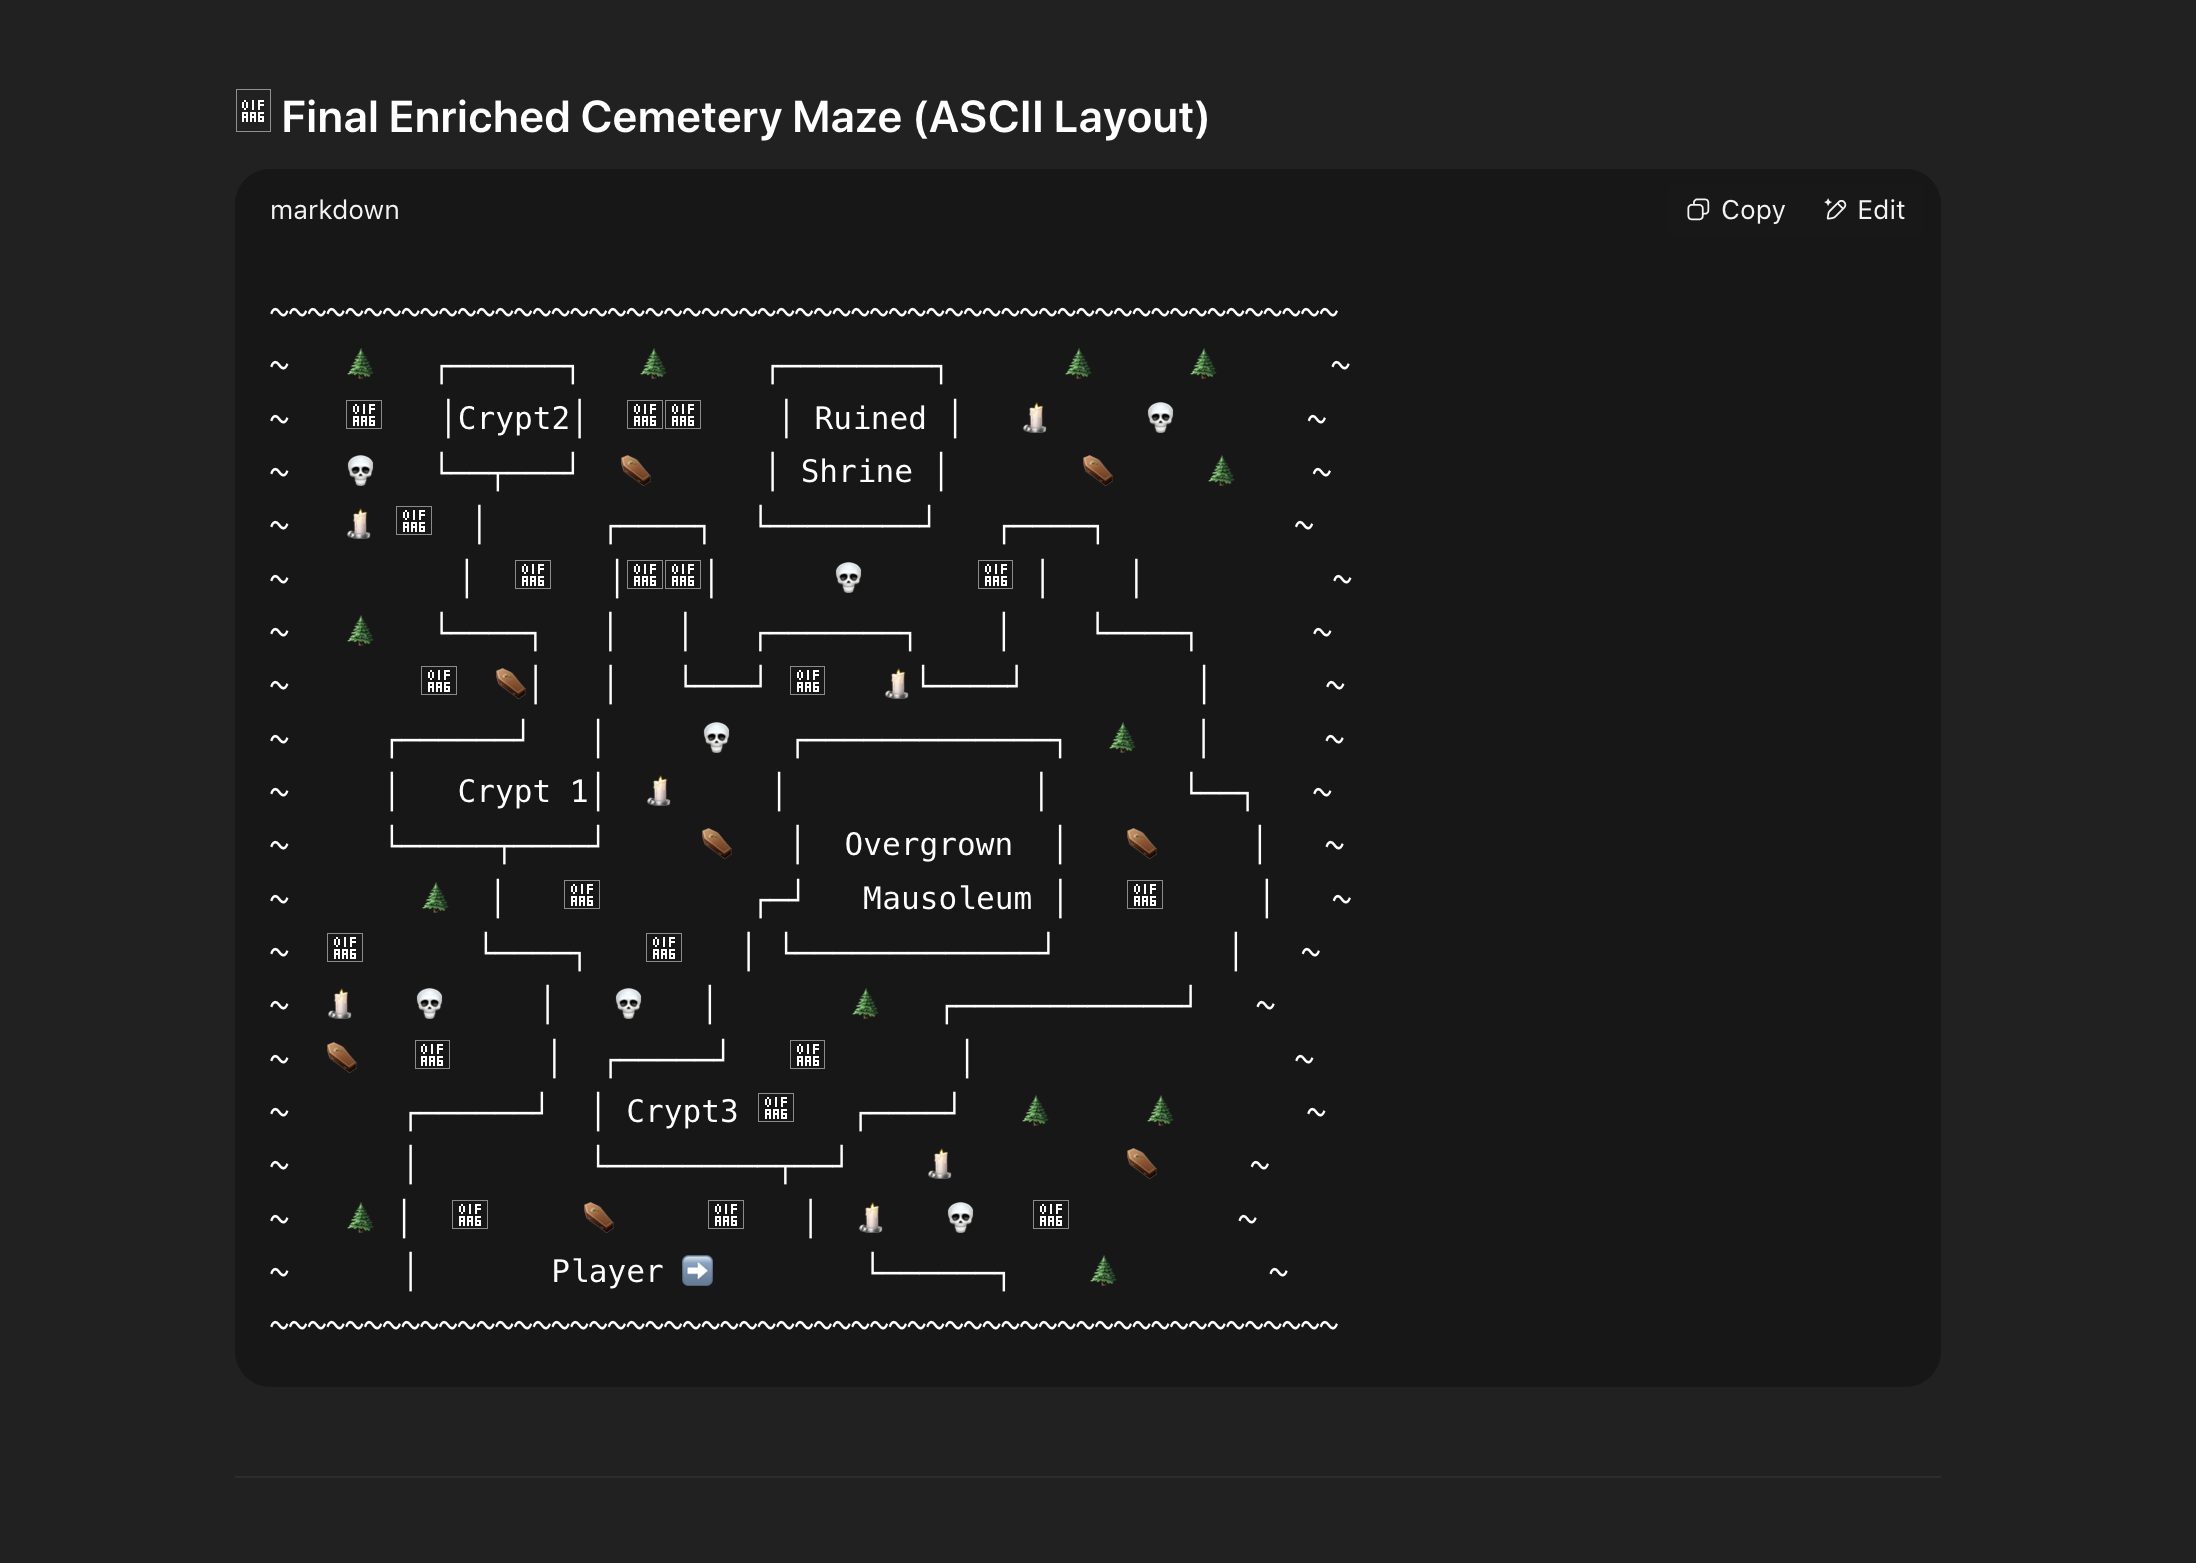 Final Enriched Cemetery Maze (ASCII Layout)
markdown
Copy
Edit
~~~~~~~~~~~~~~~~~~~~~~~~~~~~~~~~~~~~~~~~~~~~~~~~~~~~~~~~~
Crypt2
Ruined
Shrine
Crypt 1
Overgrown
Mausoleum
Crypt3
Player ➡️
~~~~~~~~~~~~~~~~~~~~~~~~~~~~~~~~~~~~~~~~~~~~~~~~~~~~~~~~~